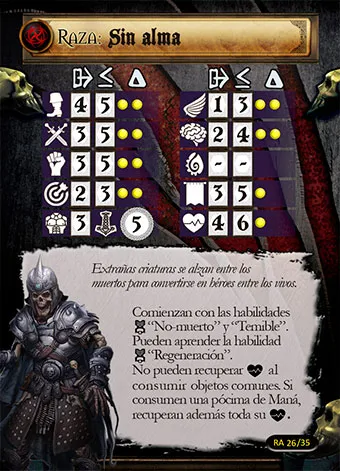 RAZA: Sin alma
4 5 1 3
3 5 2 4
3 5 - -
2 3 3 5
3 5 4 6
Extrañas criaturas se alzan entre los
muertos para convertirse en héroes entre los vivos.
Comienzan con las habilidades
“No-muerto” y “Temible”.
Pueden aprender la habilidad
“Regeneración”.
No pueden recuperar al
consumir objetos comunes. Si
consumen una pócima de Maná,
recuperan además toda su .
RA 26/35